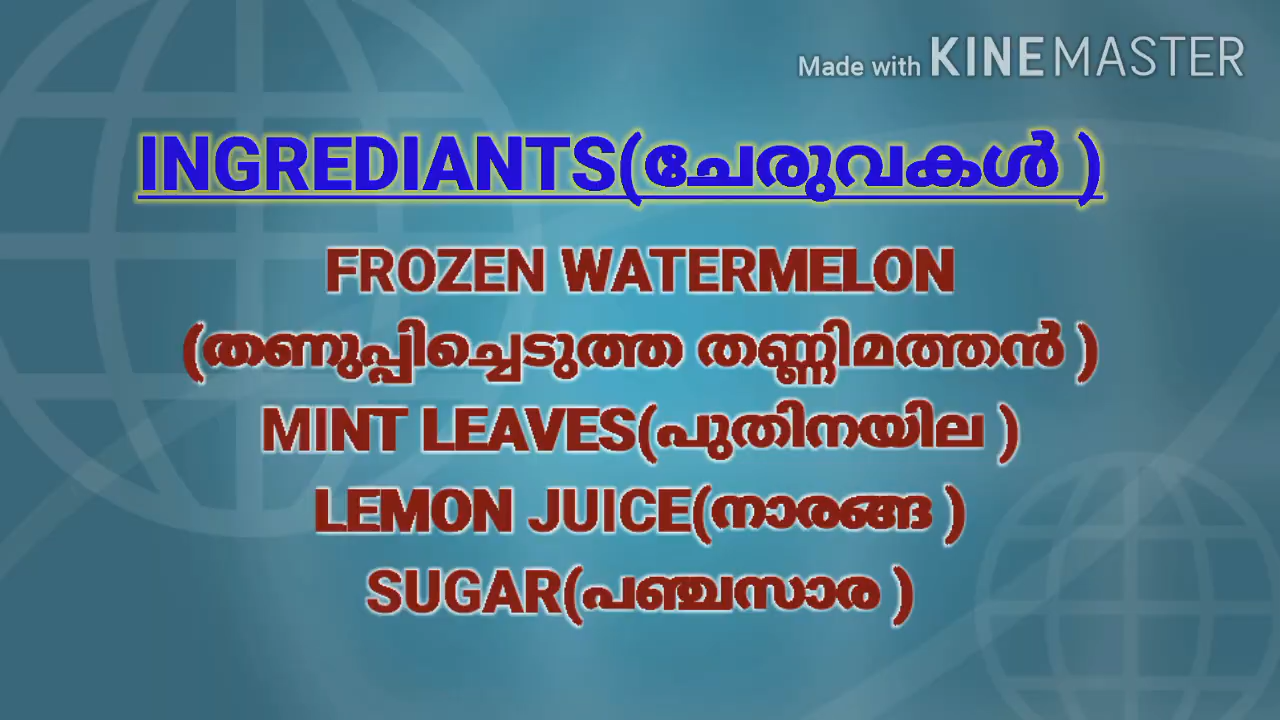 Made with KINEMASTER
INGREDIANTS(ചേരുവകൾ )
FROZEN WATERMELON
(തണുപ്പിച്ചെടുത്ത തണ്ണിമത്തൻ )
MINT LEAVES(പുതിനയില )
LEMON JUICE(നാരങ്ങ )
SUGAR(പഞ്ചസാര )